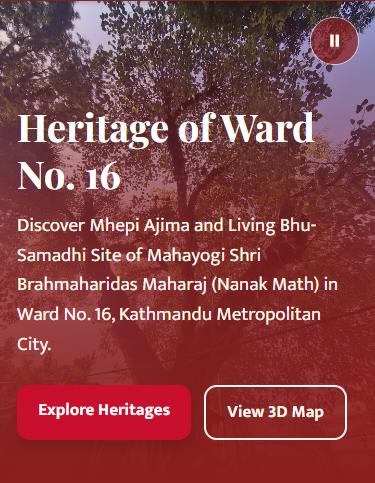 Heritage of Ward
No. 16
Discover Mhepi Ajima and Living Bhu-
Samadhi Site of Mahayogi Shri
Brahmaharidas Maharaj (Nanak Math) in
Ward No. 16, Kathmandu Metropolitan
City.
Explore Heritages
View 3D Map